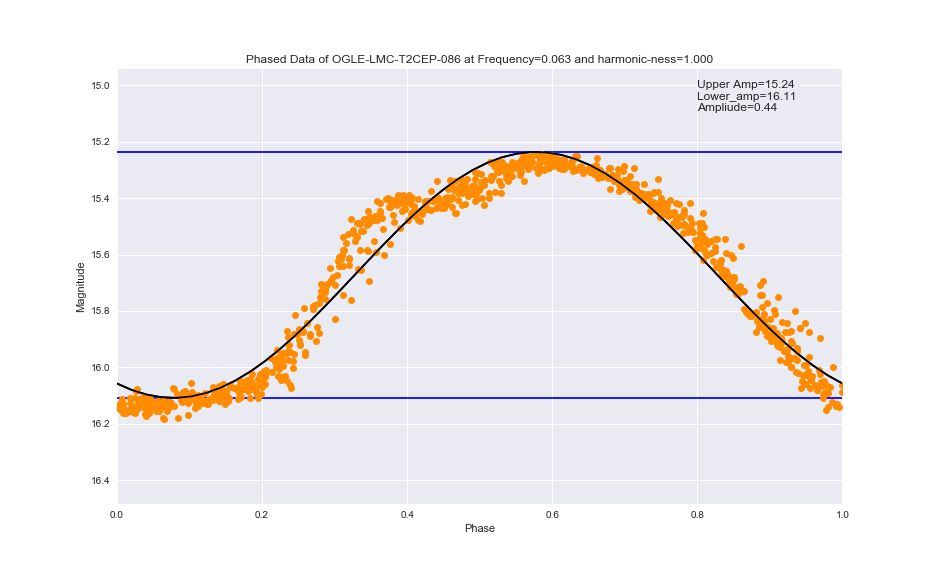 Phased Data of OGLE-LMC-T2CEP-086 at Frequency=0.063 and harmonic-ness=1.000
Upper Amp=15.24
Lower_amp=16.11
Ampliude=0.44
15.0
15.2
15.4
15.6
15.8
16.0
16.2
16.4
Magnitude
0.0
0.2
0.4
0.6
0.8
1.0
Phase